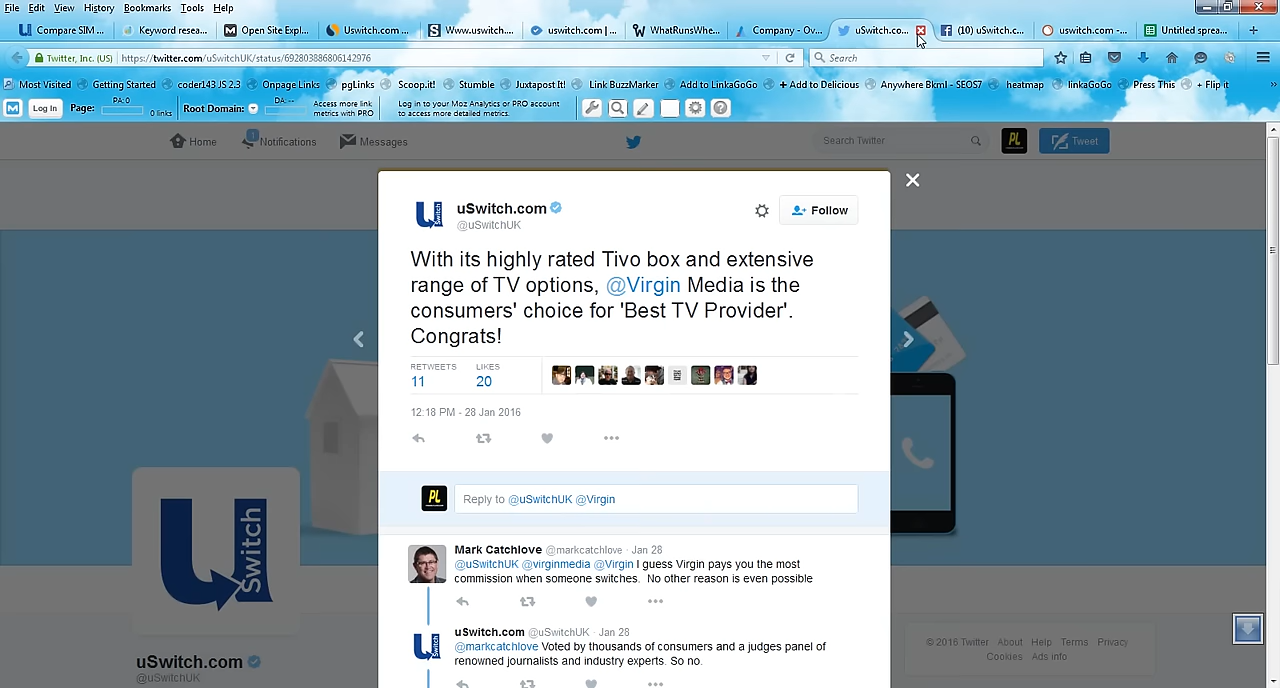 File Edit View History Bookmarks Tools Help
Compare SIM ...
Keyword resea...
Open Site Expl...
Uswitch.com ...
Www.uswitch....
uswitch.com | ...
WhatRunsWhe...
Company - Ov...
uSwitch.co...
(10) uSwitch.c...
uswitch.com -...
Untitled sprea...
Twitter, Inc. (US) https://twitter.com/uSwitchUK/status/692803886806142976
Search
Most Visited Getting Started coder143 JS 2.3 Onpage Links pgLinks Scoop.it! Stumble Juxtapost It! Link BuzzMarker Add to LinkaGoGo + Add to Delicious Anywhere Bkml - SEOS7 heatmap linkaGoGo Press This + Flip it
Log In Page: DA: 0 0 links Root Domain: DA: --
Access more link metrics with PRO
Log in to your Moz Analytics or PRO account
to access more detailed metrics.
Home 1 Notifications Messages Search Twitter PL Tweet
uSwitch.com
@uSwitchUK
Follow
With its highly rated Tivo box and extensive
range of TV options, @Virgin Media is the
consumers' choice for 'Best TV Provider'.
Congrats!
RETWEETS LIKES
11 20
12:18 PM - 28 Jan 2016
PL Reply to @uSwitchUK @Virgin
Mark Catchlove @markcatchlove · Jan 28
@uSwitchUK @virginmedia @Virgin I guess Virgin pays you the most
commission when someone switches. No other reason is even possible
uSwitch.com @uSwitchUK · Jan 28
@markcatchlove Voted by thousands of consumers and a judges panel of
renowned journalists and industry experts. So no.
U Switch
uSwitch.com
@uSwitchUK
© 2016 Twitter About Help Terms Privacy
Cookies Ads info